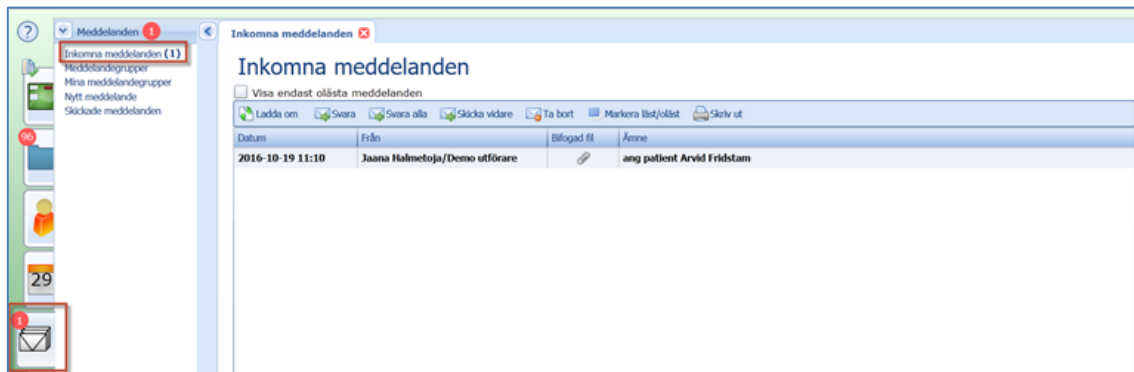 Meddelanden 1
Inkomna meddelanden (1)
Meddelandegrupper
Mina meddelandegrupper
Nytt meddelande
Skickade meddelanden
96
29
1
Inkomna meddelanden
Inkomna meddelanden
Visa endast olästa meddelanden
Ladda om Svara Svara alla Skicka vidare Ta bort Markera läst/oläst Skriv ut
Datum Från Bifogad fil Ämne
2016-10-19 11:10 Jaana Halmetoja/Demo utförare ang patient Arvid Fridstam